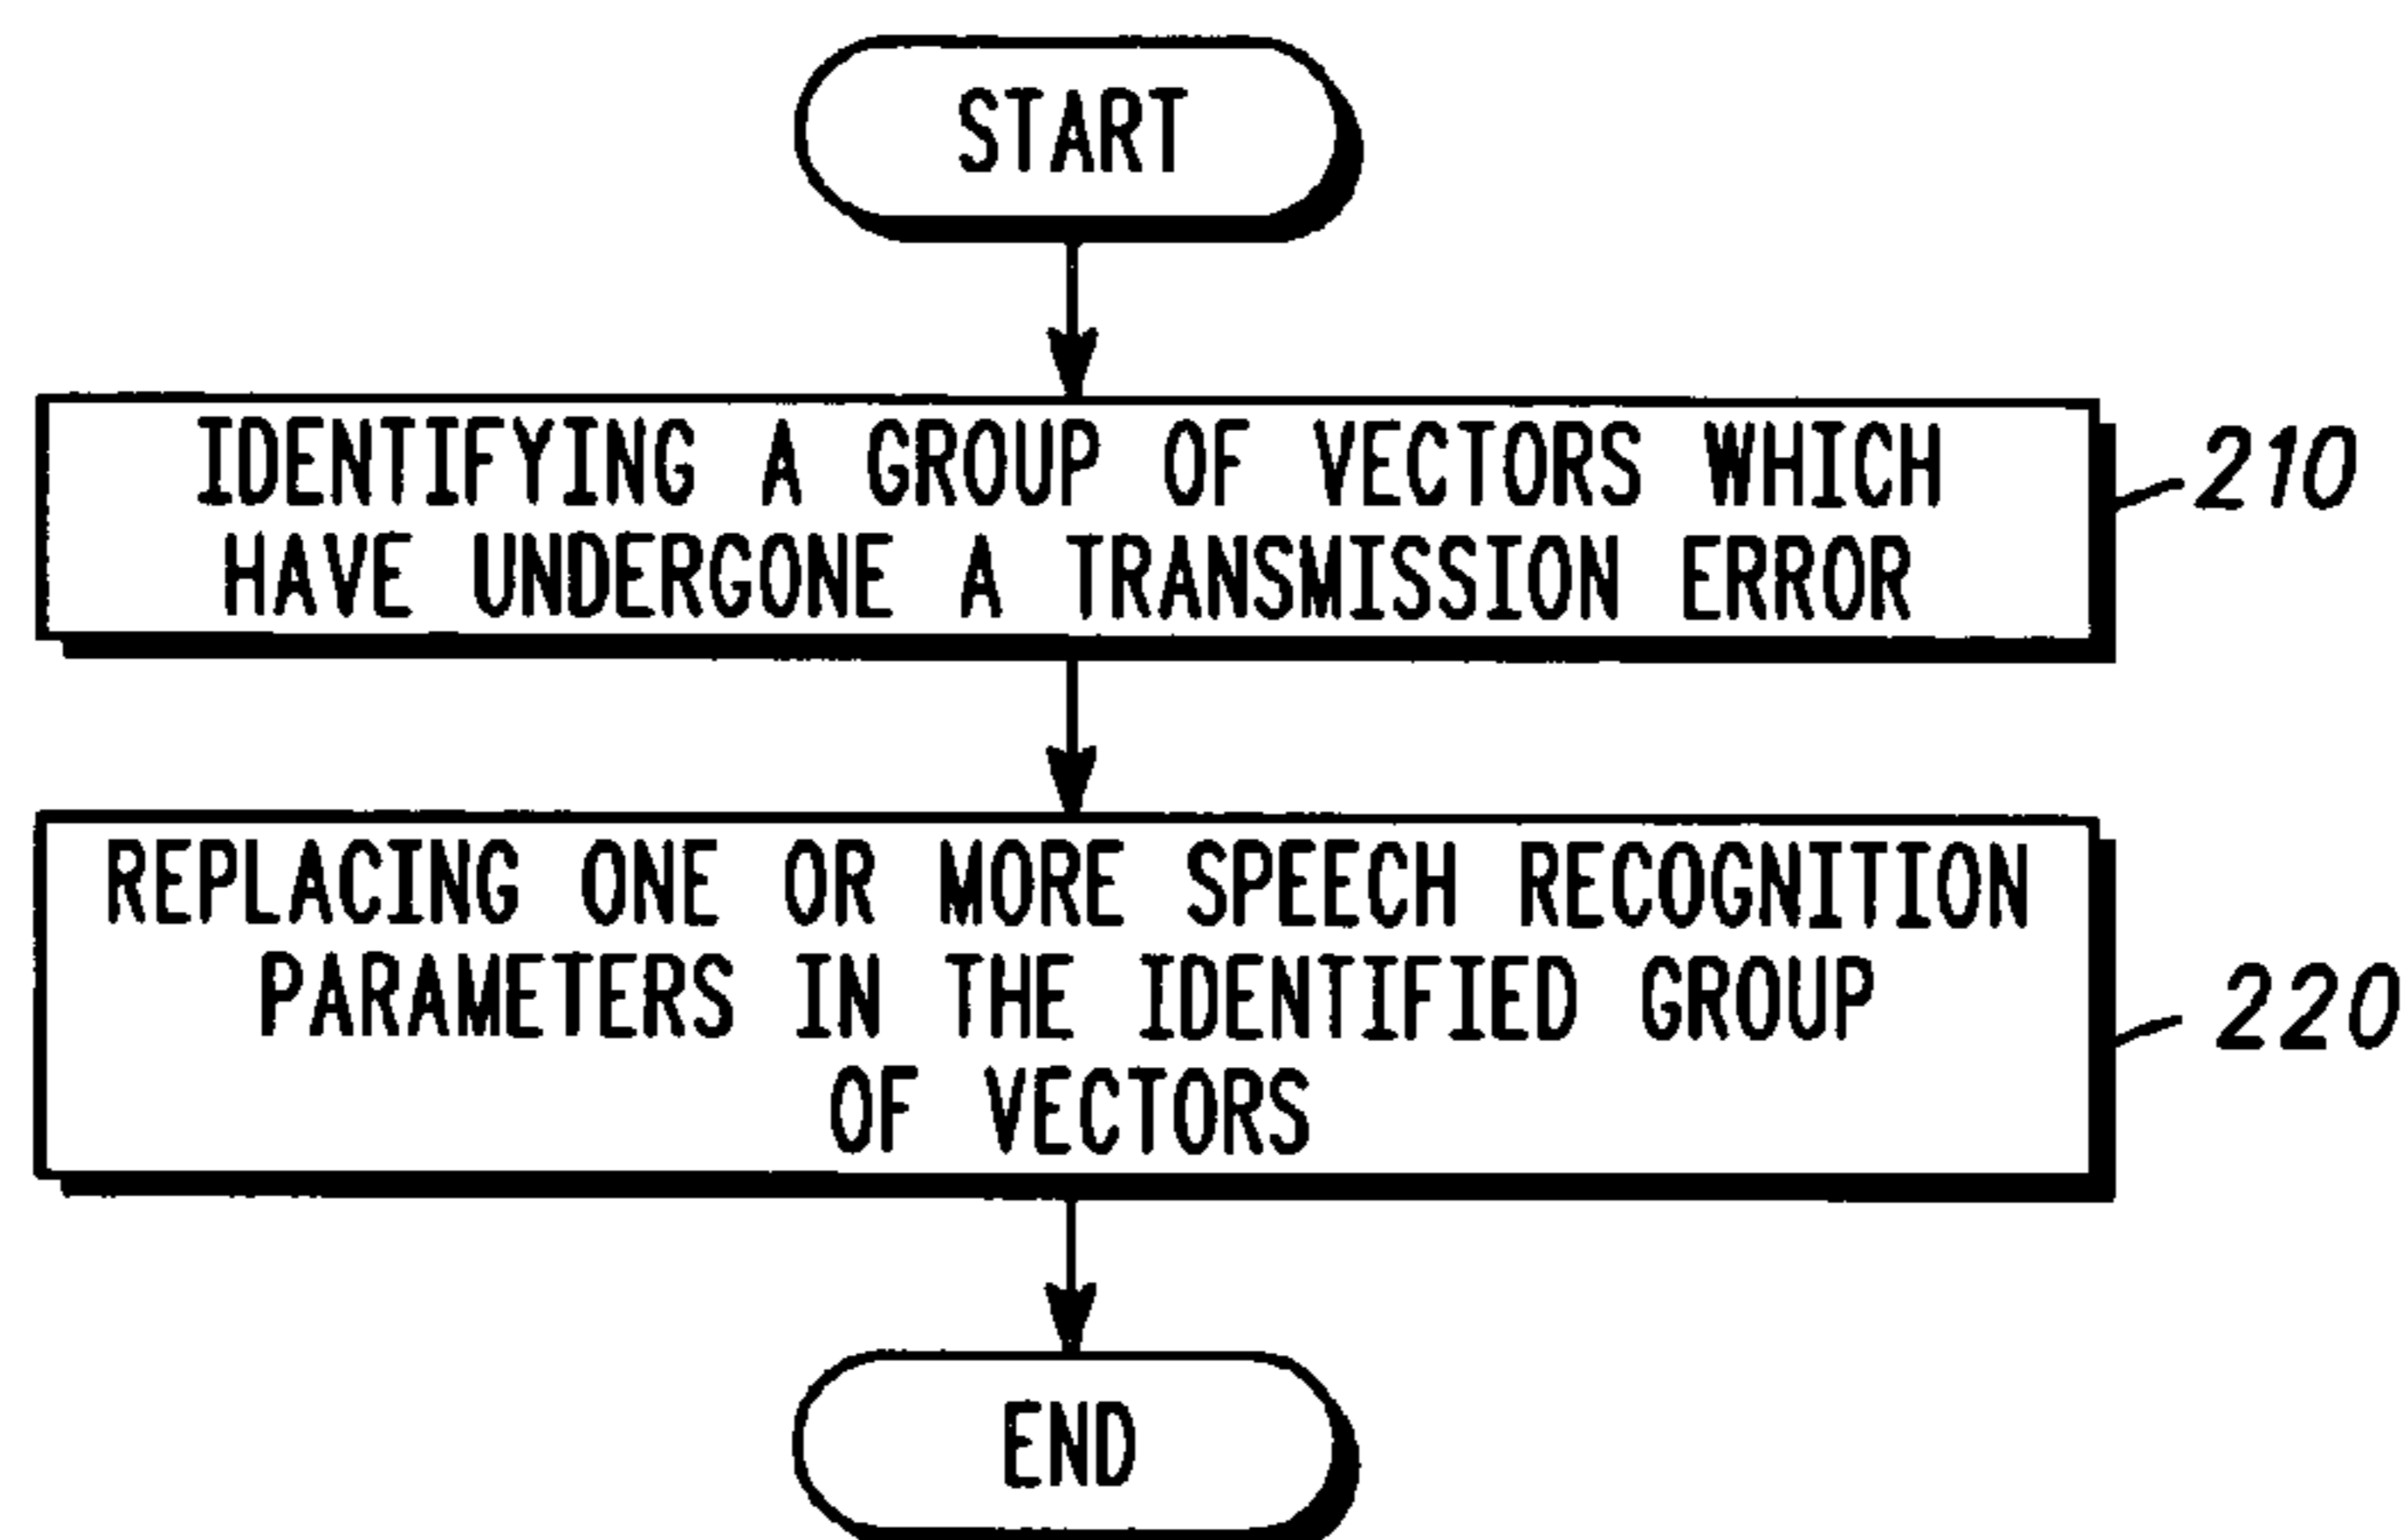 START
IDENTIFYING A GROUP OF VECTORS WHICH
HAVE UNDERGONE A TRANSMISSION ERROR
210
REPLACING ONE OR MORE SPEECH RECOGNITION
PARAMETERS IN THE IDENTIFIED GROUP
OF VECTORS
220
END